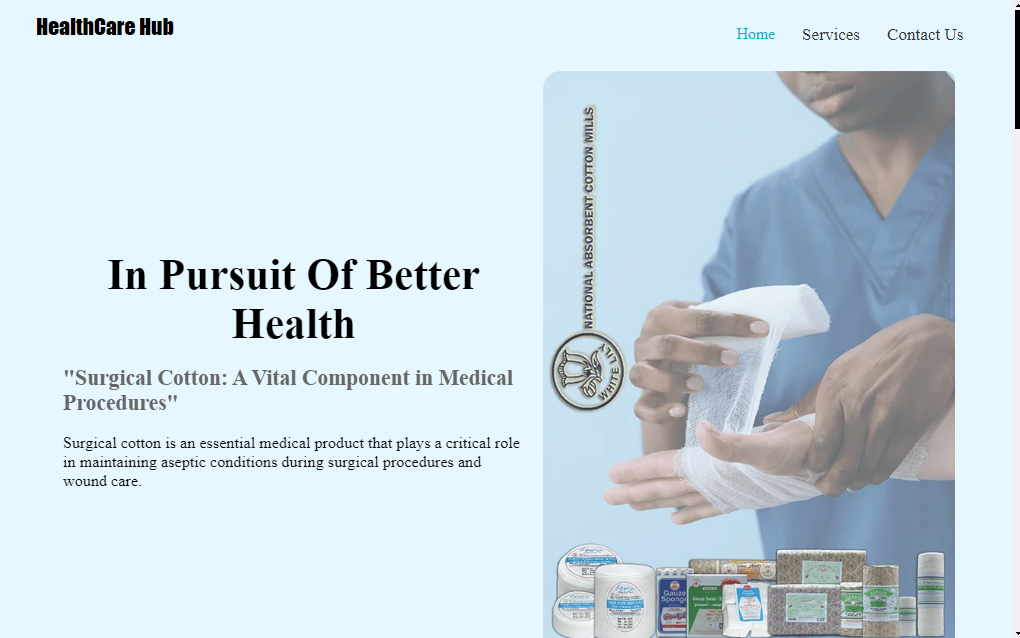 HealthCare Hub
Home Services Contact Us
In Pursuit Of Better
Health
"Surgical Cotton: A Vital Component in Medical
Procedures"
Surgical cotton is an essential medical product that plays a critical role
in maintaining aseptic conditions during surgical procedures and
wound care.
NATIONAL ABSORBENT COTTON MILLS
WHITE LILY
Gauze
Sponge